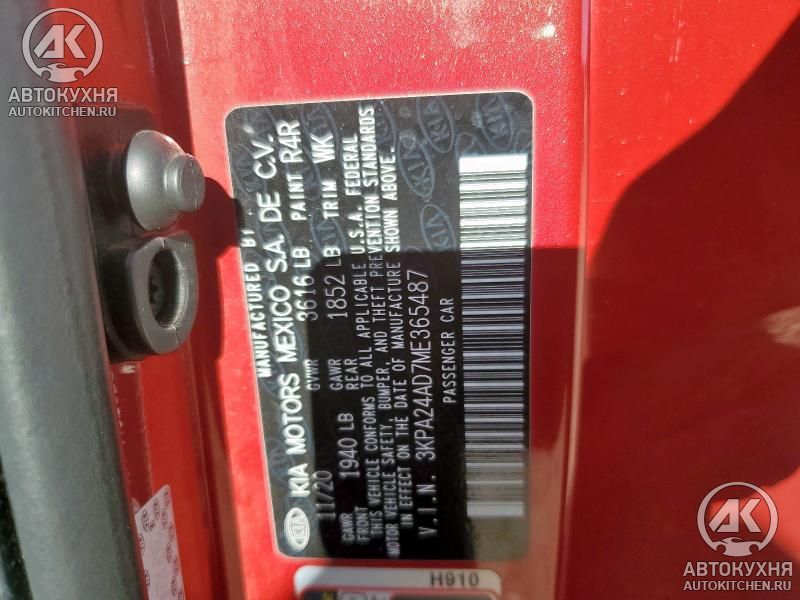 AK
АВТОКУХНЯ
AUTOKITCHEN.RU
MANUFACTURED BY
KIA KIA MOTORS MEXICO S.A. DE C.V.
11/20 GVWR 3616 LB PAINT R4R
GAWR FRONT 1940 LB GAWR REAR 1852 LB TRIM WK
THIS VEHICLE CONFORMS TO ALL APPLICABLE U.S.A. FEDERAL
MOTOR VEHICLE SAFETY, BUMPER, AND THEFT PREVENTION STANDARDS
IN EFFECT ON THE DATE OF MANUFACTURE SHOWN ABOVE.
V.I.N. 3KPA24AD7ME365487
PASSENGER CAR
H910
AK
АВТОКУХНЯ
AUTOKITCHEN.RU